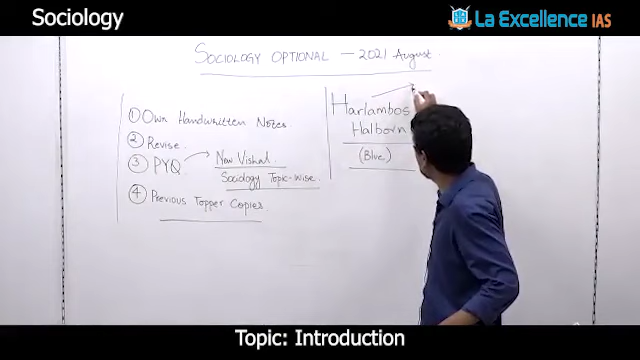 Sociology
La Excellence IAS
SOCIOLOGY OPTIONAL - 2021 August
① Own Handwritten Notes
② Revise
③ PYQ → New Vishal
Sociology Topic-Wise
④ Previous Topper Copies
Harlambos
Halborn
(Blue)
Topic: Introduction